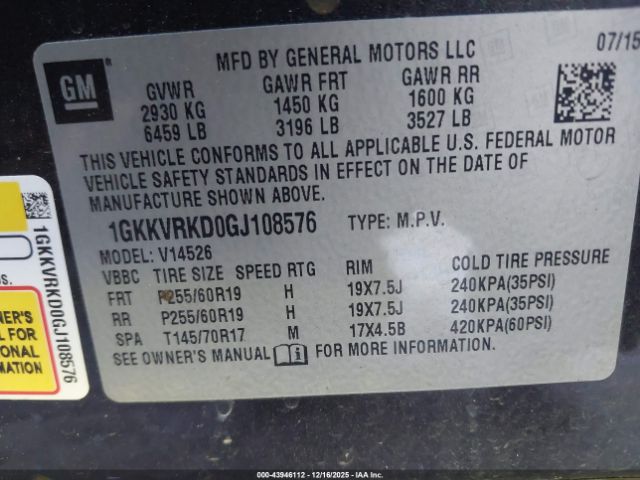 MFD BY GENERAL MOTORS LLC 07/15
GM
GVWR GAWR FRT GAWR RR
2930 KG 1450 KG 1600 KG
6459 LB 3196 LB 3527 LB
THIS VEHICLE CONFORMS TO ALL APPLICABLE U.S. FEDERAL MOTOR
VEHICLE SAFETY STANDARDS IN EFFECT ON THE DATE OF
MANUFACTURE SHOWN ABOVE.
1GKKVRKD0GJ108576 TYPE: M.P.V.
MODEL: V14526
VBBC TIRE SIZE SPEED RTG RIM COLD TIRE PRESSURE
FRT P255/60R19 H 19X7.5J 240KPA(35PSI)
RR P255/60R19 H 19X7.5J 240KPA(35PSI)
SPA T145/70R17 M 17X4.5B 420KPA(60PSI)
SEE OWNER'S MANUAL i FOR MORE INFORMATION.
1GKKVRKD0GJ108576
S.
NER'S
L FOR
IONAL
MATION
000-43946112 - 12/16/2025 - IAA Inc.